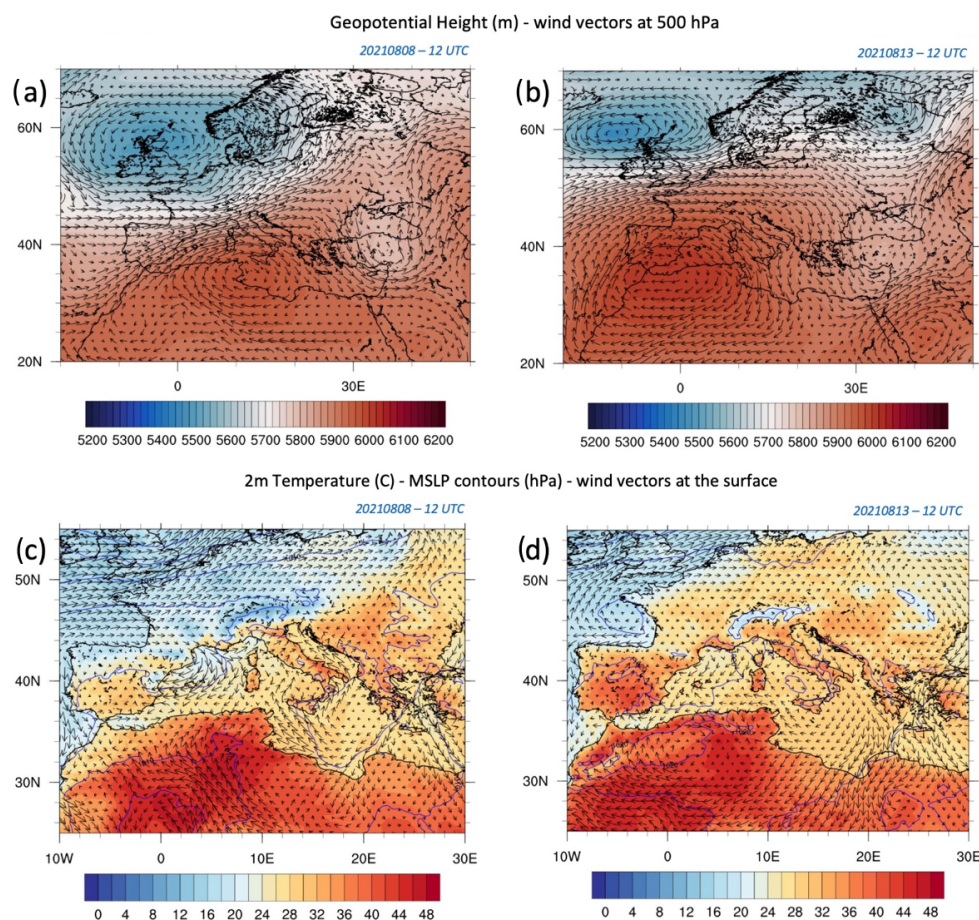 Geopotential Height (m) - wind vectors at 500 hPa
20210808 – 12 UTC
20210813 – 12 UTC
(a)
(b)
60N
40N
20N
0
30E
60N
40N
20N
0
30E
5200 5300 5400 5500 5600 5700 5800 5900 6000 6100 6200
5200 5300 5400 5500 5600 5700 5800 5900 6000 6100 6200
2m Temperature (C) - MSLP contours (hPa) - wind vectors at the surface
20210808 – 12 UTC
20210813 – 12 UTC
(c)
(d)
50N
40N
30N
10W 0 10E 20E 30E
50N
40N
30N
10W 0 10E 20E 30E
0 4 8 12 16 20 24 28 32 36 40 44 48
0 4 8 12 16 20 24 28 32 36 40 44 48